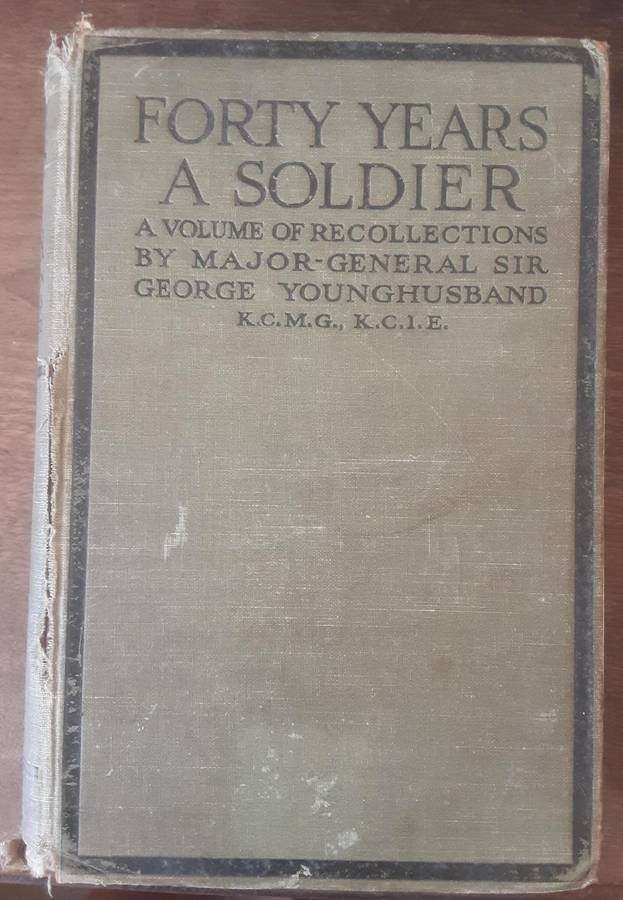 FORTY YEARS
A SOLDIER
A VOLUME OF RECOLLECTIONS
BY MAJOR-GENERAL SIR
GEORGE YOUNGHUSBAND
K.C.M.G., K.C.I.E.